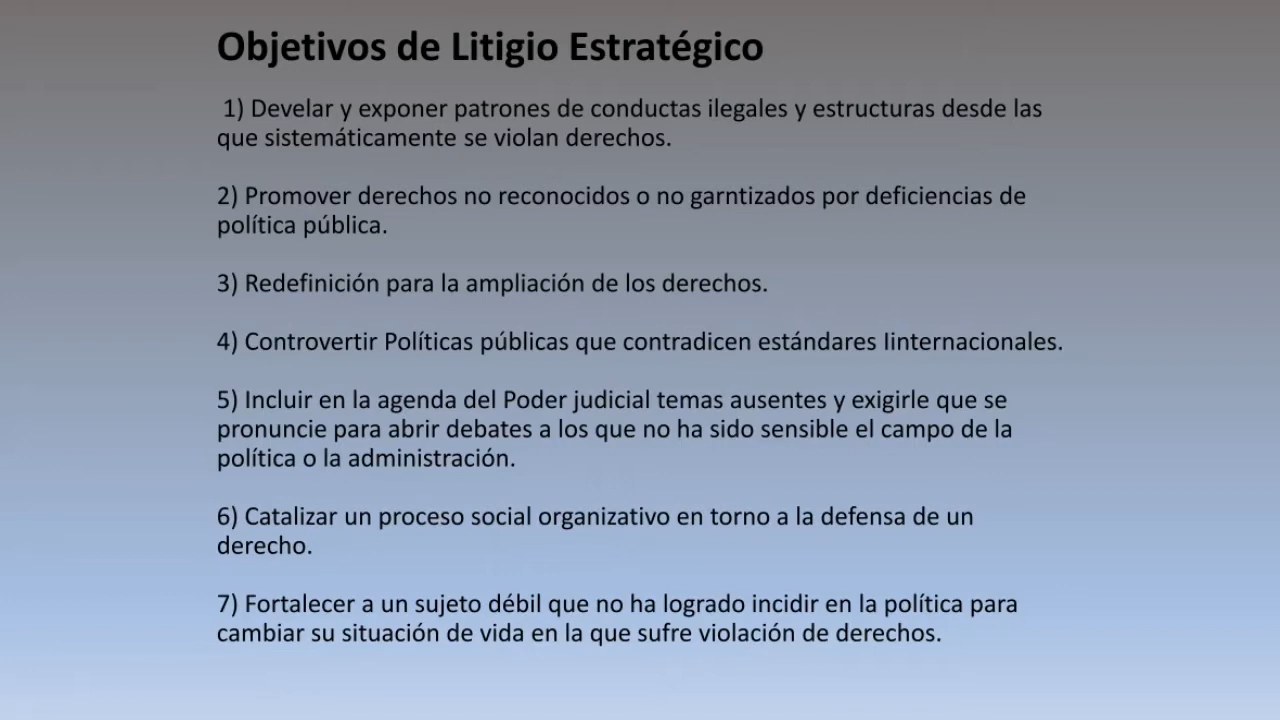 Objetivos de Litigio Estratégico
1) Develar y exponer patrones de conductas ilegales y estructuras desde las
que sistemáticamente se violan derechos.
2) Promover derechos no reconocidos o no garntizados por deficiencias de
política pública.
3) Redefinición para la ampliación de los derechos.
4) Controvertir Políticas públicas que contradicen estándares Iinternacionales.
5) Incluir en la agenda del Poder judicial temas ausentes y exigirle que se
pronuncie para abrir debates a los que no ha sido sensible el campo de la
política o la administración.
6) Catalizar un proceso social organizativo en torno a la defensa de un
derecho.
7) Fortalecer a un sujeto débil que no ha logrado incidir en la política para
cambiar su situación de vida en la que sufre violación de derechos.